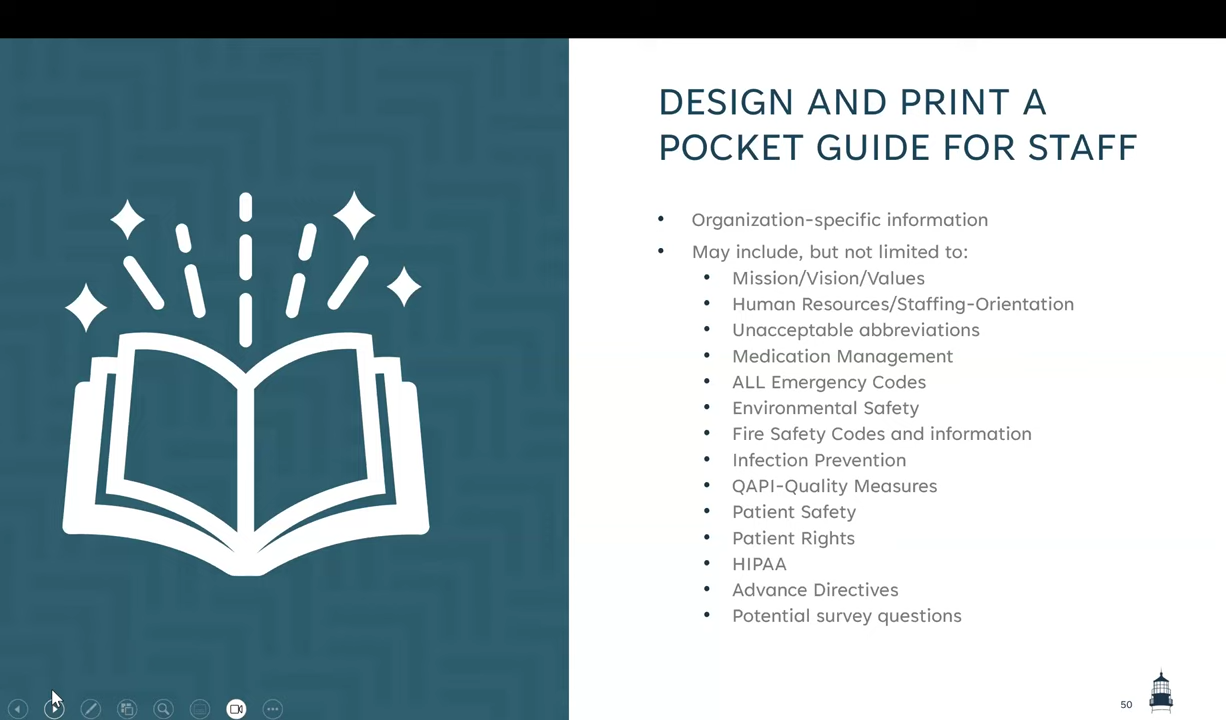 DESIGN AND PRINT A
POCKET GUIDE FOR STAFF
• Organization-specific information
• May include, but not limited to:
• Mission/Vision/Values
• Human Resources/Staffing-Orientation
• Unacceptable abbreviations
• Medication Management
• ALL Emergency Codes
• Environmental Safety
• Fire Safety Codes and information
• Infection Prevention
• QAPI-Quality Measures
• Patient Safety
• Patient Rights
• HIPAA
• Advance Directives
• Potential survey questions
50